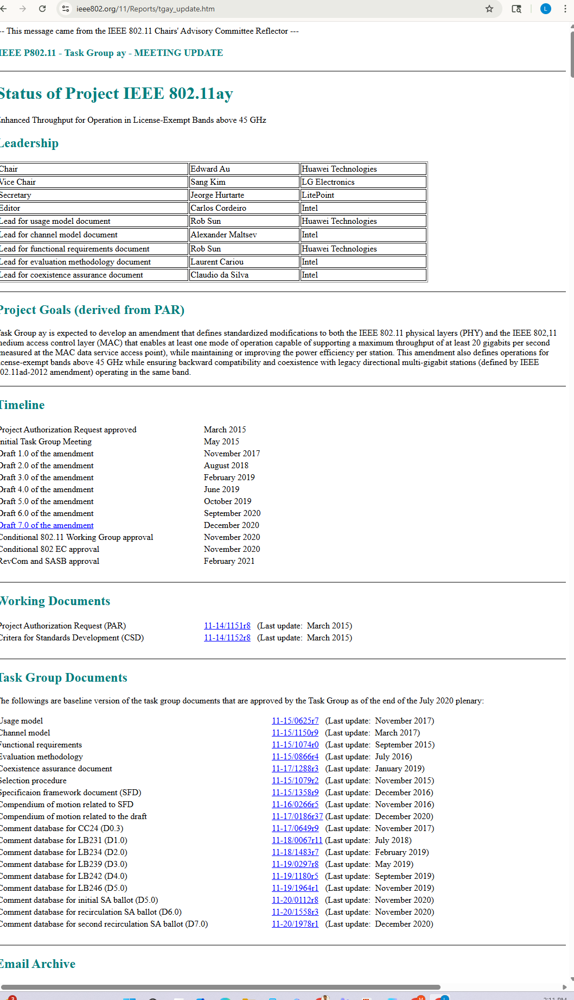 ieee802.org/11/Reports/tgay_update.htm
L
-- This message came from the IEEE 802.11 Chairs' Advisory Committee Reflector ---
IEEE P802.11 - Task Group ay - MEETING UPDATE
Status of Project IEEE 802.11ay
Enhanced Throughput for Operation in License-Exempt Bands above 45 GHz
Leadership
Chair Edward Au Huawei Technologies
Vice Chair Sang Kim LG Electronics
Secretary Jeorge Hurtarte LitePoint
Editor Carlos Cordeiro Intel
Lead for usage model document Rob Sun Huawei Technologies
Lead for channel model document Alexander Maltsev Intel
Lead for functional requirements document Rob Sun Huawei Technologies
Lead for evaluation methodology document Laurent Cariou Intel
Lead for coexistence assurance document Claudio da Silva Intel
Project Goals (derived from PAR)
Task Group ay is expected to develop an amendment that defines standardized modifications to both the IEEE 802.11 physical layers (PHY) and the IEEE 802,11
medium access control layer (MAC) that enables at least one mode of operation capable of supporting a maximum throughput of at least 20 gigabits per second
(measured at the MAC data service access point), while maintaining or improving the power efficiency per station. This amendment also defines operations for
license-exempt bands above 45 GHz while ensuring backward compatibility and coexistence with legacy directional multi-gigabit stations (defined by IEEE
802.11ad-2012 amendment) operating in the same band.
Timeline
Project Authorization Request approved March 2015
Initial Task Group Meeting May 2015
Draft 1.0 of the amendment November 2017
Draft 2.0 of the amendment August 2018
Draft 3.0 of the amendment February 2019
Draft 4.0 of the amendment June 2019
Draft 5.0 of the amendment October 2019
Draft 6.0 of the amendment September 2020
Draft 7.0 of the amendment December 2020
Conditional 802.11 Working Group approval November 2020
Conditional 802 EC approval November 2020
RevCom and SASB approval February 2021
Working Documents
Project Authorization Request (PAR) 11-14/1151r8 (Last update: March 2015)
Critera for Standards Development (CSD) 11-14/1152r8 (Last update: March 2015)
Task Group Documents
The followings are baseline version of the task group documents that are approved by the Task Group as of the end of the July 2020 plenary:
Usage model 11-15/0625r7 (Last update: November 2017)
Channel model 11-15/1150r9 (Last update: March 2017)
Functional requirements 11-15/1074r0 (Last update: September 2015)
Evaluation methodology 11-15/0866r4 (Last update: July 2016)
Coexistence assurance document 11-17/1288r3 (Last update: January 2019)
Selection procedure 11-15/1079r2 (Last update: November 2015)
Specificaion framework document (SFD) 11-15/1358r9 (Last update: December 2016)
Compendium of motion related to SFD 11-16/0266r5 (Last update: November 2016)
Compendium of motion related to the draft 11-17/0186r37 (Last update: December 2020)
Comment database for CC24 (D0.3) 11-17/0649r9 (Last update: November 2017)
Comment database for LB231 (D1.0) 11-18/0067r11 (Last update: July 2018)
Comment database for LB234 (D2.0) 11-18/1483r7 (Last update: February 2019)
Comment database for LB239 (D3.0) 11-19/0297r8 (Last update: May 2019)
Comment database for LB242 (D4.0) 11-19/1180r5 (Last update: September 2019)
Comment database for LB246 (D5.0) 11-19/1964r1 (Last update: November 2019)
Comment database for initial SA ballot (D5.0) 11-20/0112r8 (Last update: November 2020)
Comment database for recirculation SA ballot (D6.0) 11-20/1558r3 (Last update: November 2020)
Comment database for second recirculation SA ballot (D7.0) 11-20/1978r1 (Last update: December 2020)
Email Archive